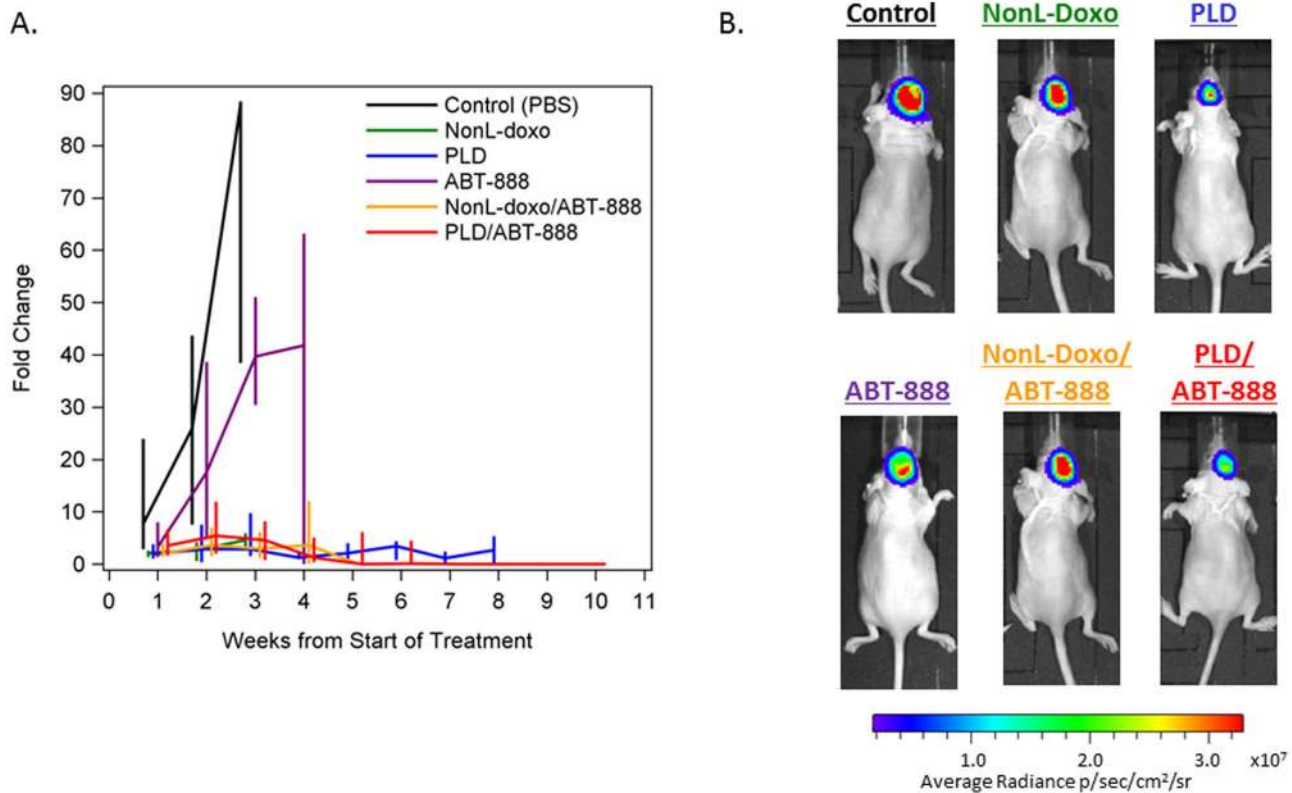 A.
90
80
70
60
50
40
30
20
10
0
Fold Change
Control (PBS)
NonL-doxo
PLD
ABT-888
NonL-doxo/ABT-888
PLD/ABT-888
0 1 2 3 4 5 6 7 8 9 10 11
Weeks from Start of Treatment
B.
Control NonL-Doxo PLD
ABT-888
NonL-Doxo/
ABT-888
PLD/
ABT-888
1.0 2.0 3.0 x10⁷
Average Radiance p/sec/cm²/sr